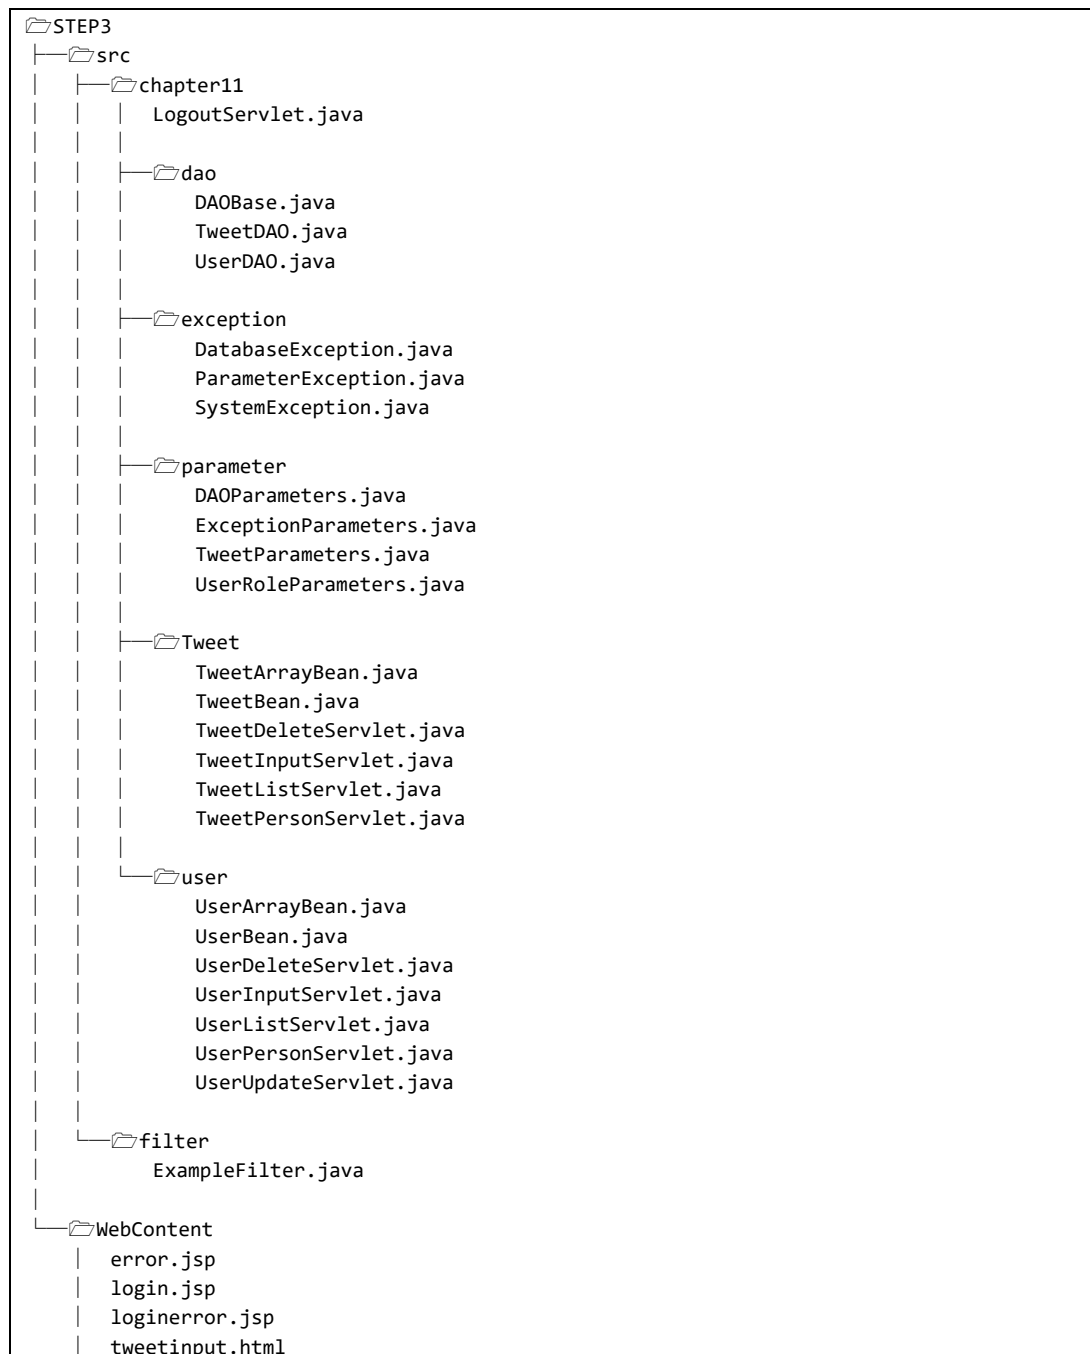 STEP3
src
chapter11
LogoutServlet.java
dao
DAOBase.java
TweetDAO.java
UserDAO.java
exception
DatabaseException.java
ParameterException.java
SystemException.java
parameter
DAOParameters.java
ExceptionParameters.java
TweetParameters.java
UserRoleParameters.java
Tweet
TweetArrayBean.java
TweetBean.java
TweetDeleteServlet.java
TweetInputServlet.java
TweetListServlet.java
TweetPersonServlet.java
user
UserArrayBean.java
UserBean.java
UserDeleteServlet.java
UserInputServlet.java
UserListServlet.java
UserPersonServlet.java
UserUpdateServlet.java
filter
ExampleFilter.java
WebContent
error.jsp
login.jsp
loginerror.jsp
tweetinput.html